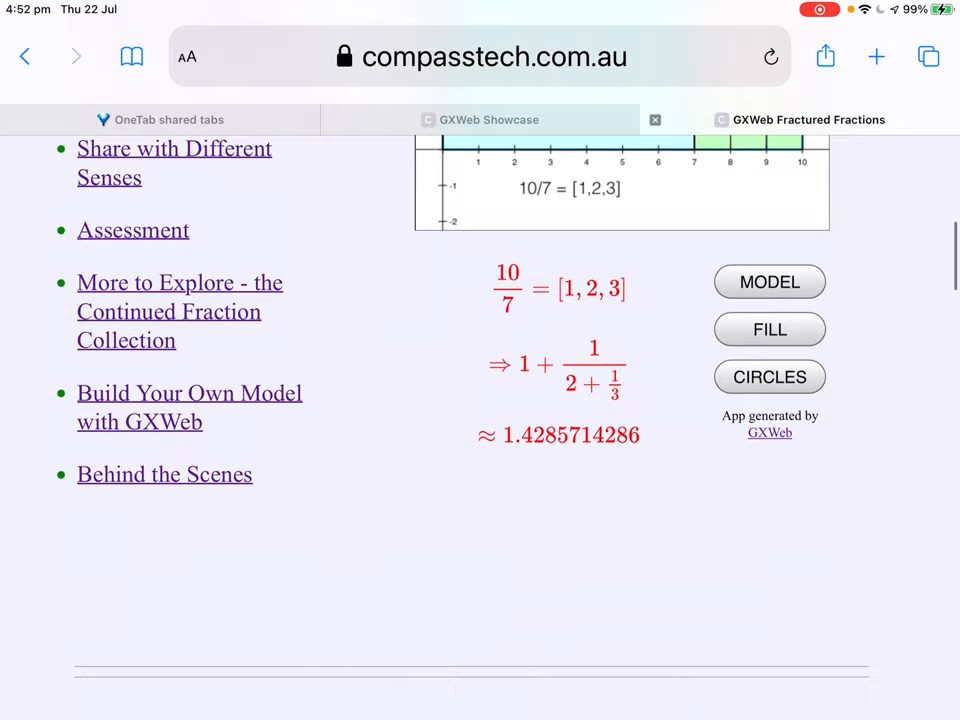 4:52 pm Thu 22 Jul
99%
AA
compasstech.com.au
OneTab shared tabs
C GXWeb Showcase
C GXWeb Fractured Fractions
Share with Different
Senses
Assessment
More to Explore - the
Continued Fraction
Collection
Build Your Own Model
with GXWeb
Behind the Scenes
1 2 3 4 5 6 7 8 9 10
-1
10/7 = [1,2,3]
-2
10/7 = [1, 2, 3]
⇒ 1 + 1/(2 + 1/3)
≈ 1.4285714286
MODEL
FILL
CIRCLES
App generated by
GXWeb